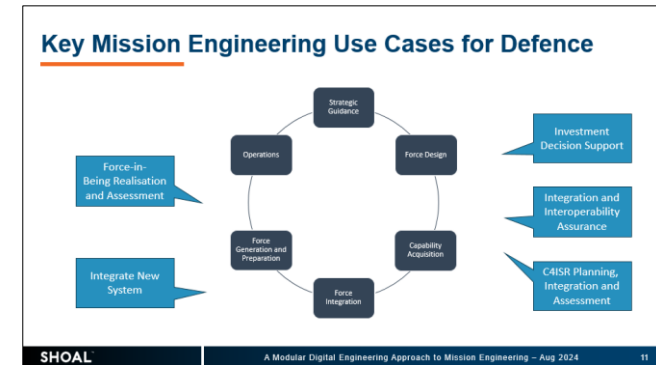 Key Mission Engineering Use Cases for Defence
Strategic
Guidance
Operations
Force Design
Investment
Decision Support
Force-in-
Being Realisation
and Assessment
Integration and
Interoperability
Assurance
Force
Generation and
Preparation
Capability
Acquisition
Integrate New
System
Force
Integration
C4ISR Planning,
Integration and
Assessment
SHOAL
A Modular Digital Engineering Approach to Mission Engineering – Aug 2024
11